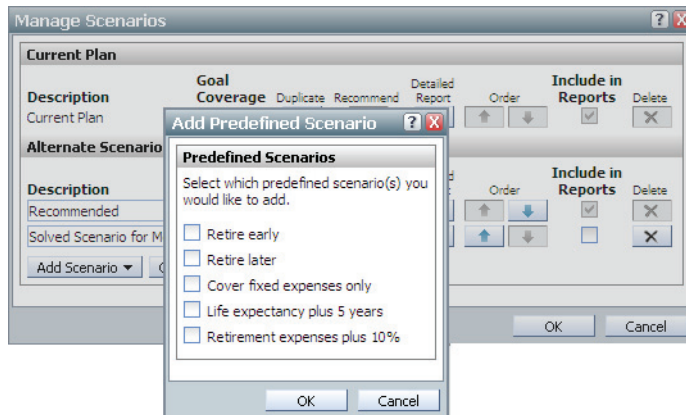 Manage Scenarios
Current Plan
Goal
Detailed
Include in
Description Coverage Duplicate Recommend Report Order Reports Delete
Current Plan
Add Predefined Scenario
Alternate Scenario
Predefined Scenarios
Include in
Description Order Reports Delete
Select which predefined scenario(s) you
would like to add.
Recommended
Retire early
Solved Scenario for M
Retire later
Add Scenario
Cover fixed expenses only
Life expectancy plus 5 years
Retirement expenses plus 10%
OK Cancel
OK Cancel